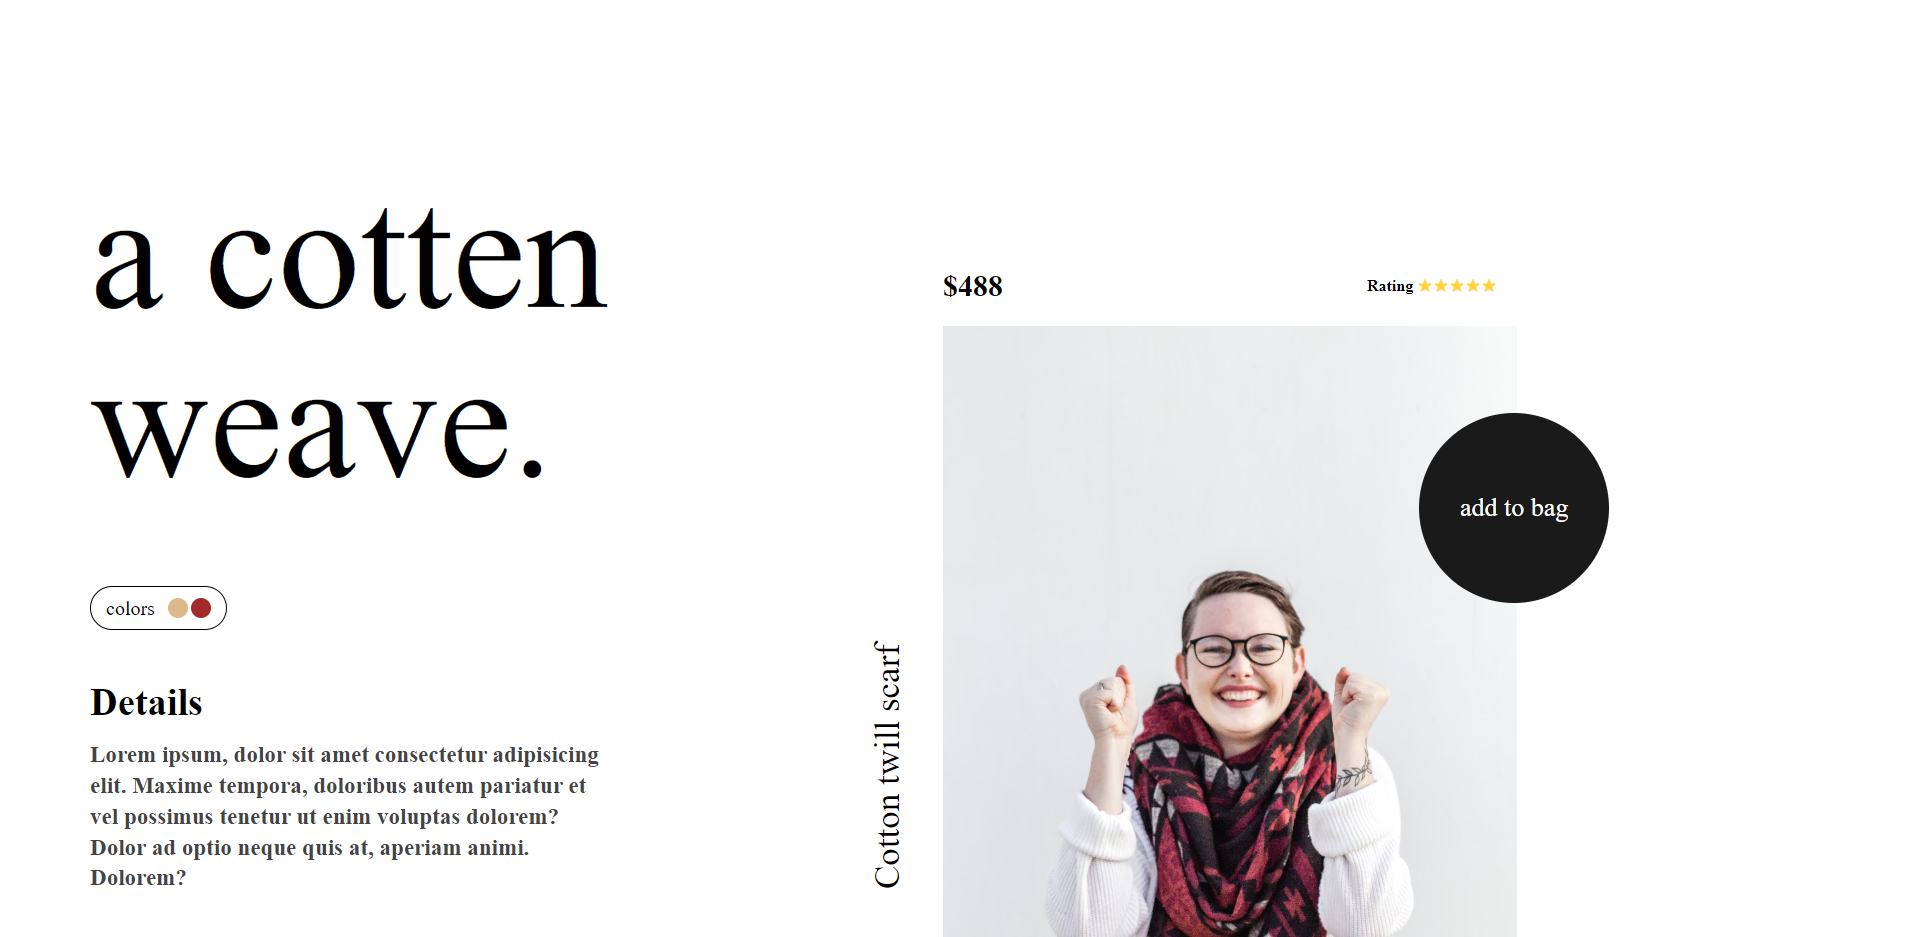 a cotten
weave.
colors
Details
Lorem ipsum, dolor sit amet consectetur adipisicing
elit. Maxime tempora, doloribus autem pariatur et
vel possimus tenetur ut enim voluptas dolorem?
Dolor ad optio neque quis at, aperiam animi.
Dolorem?
Cotton twill scarf
$488
Rating ⭐⭐⭐⭐⭐
add to bag